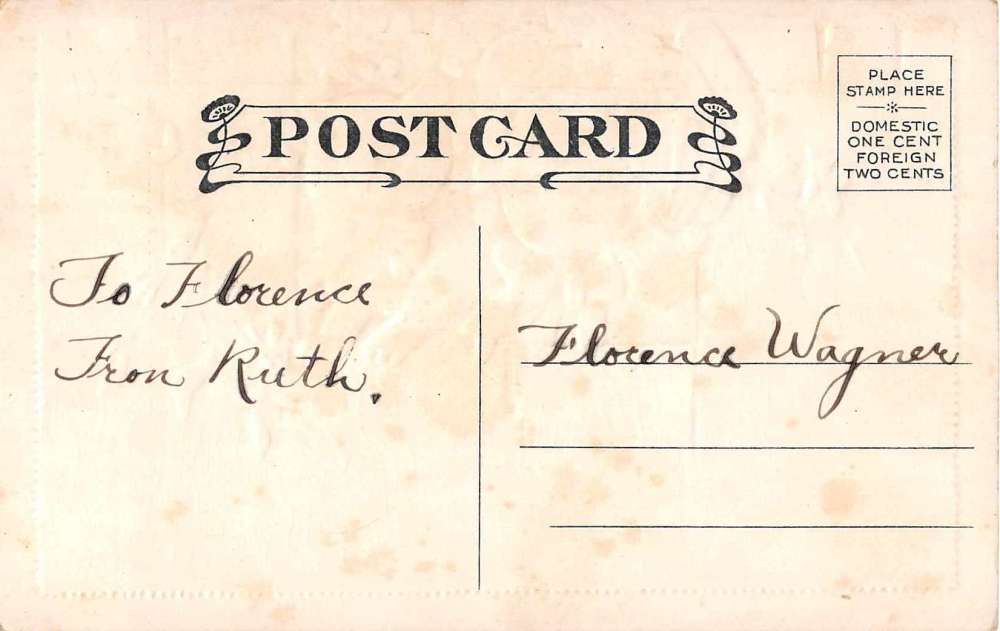 POST CARD
PLACE
STAMP HERE
DOMESTIC
ONE CENT
FOREIGN
TWO CENTS
To Florence
Fron Ruth.
Florence Wagner